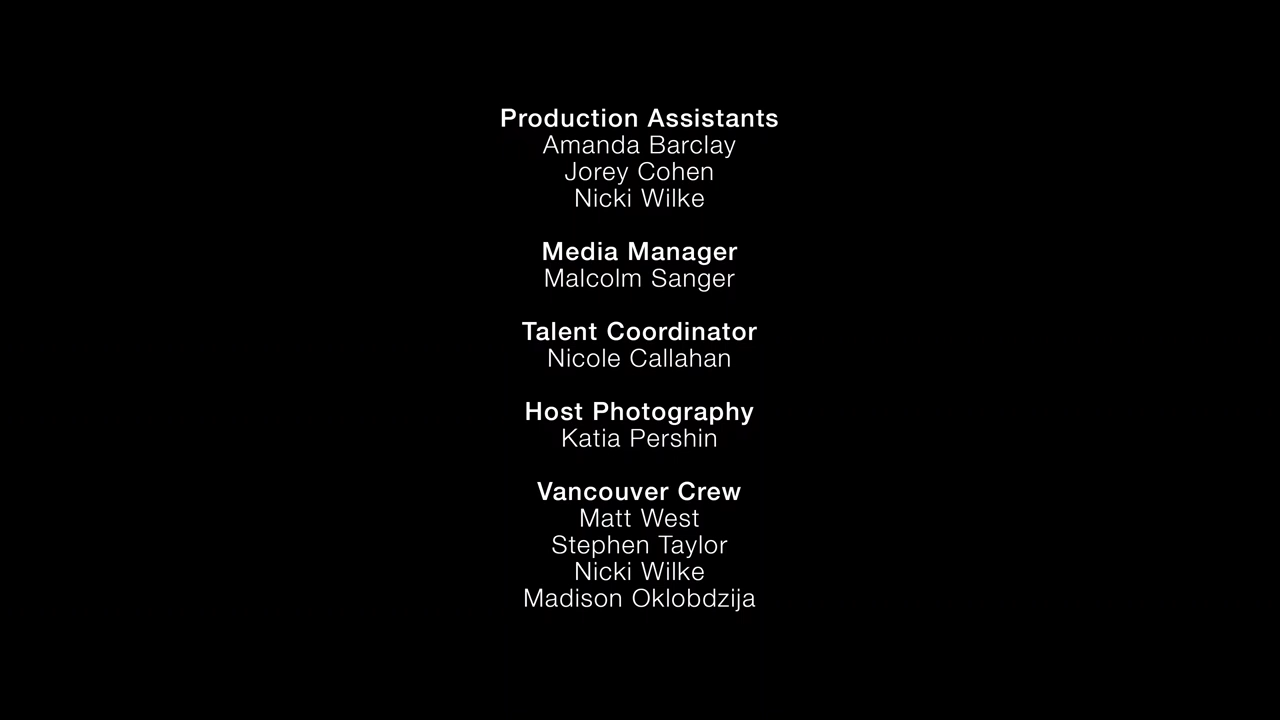 Production Assistants
Amanda Barclay
Jorey Cohen
Nicki Wilke
Media Manager
Malcolm Sanger
Talent Coordinator
Nicole Callahan
Host Photography
Katia Pershin
Vancouver Crew
Matt West
Stephen Taylor
Nicki Wilke
Madison Oklobdzija